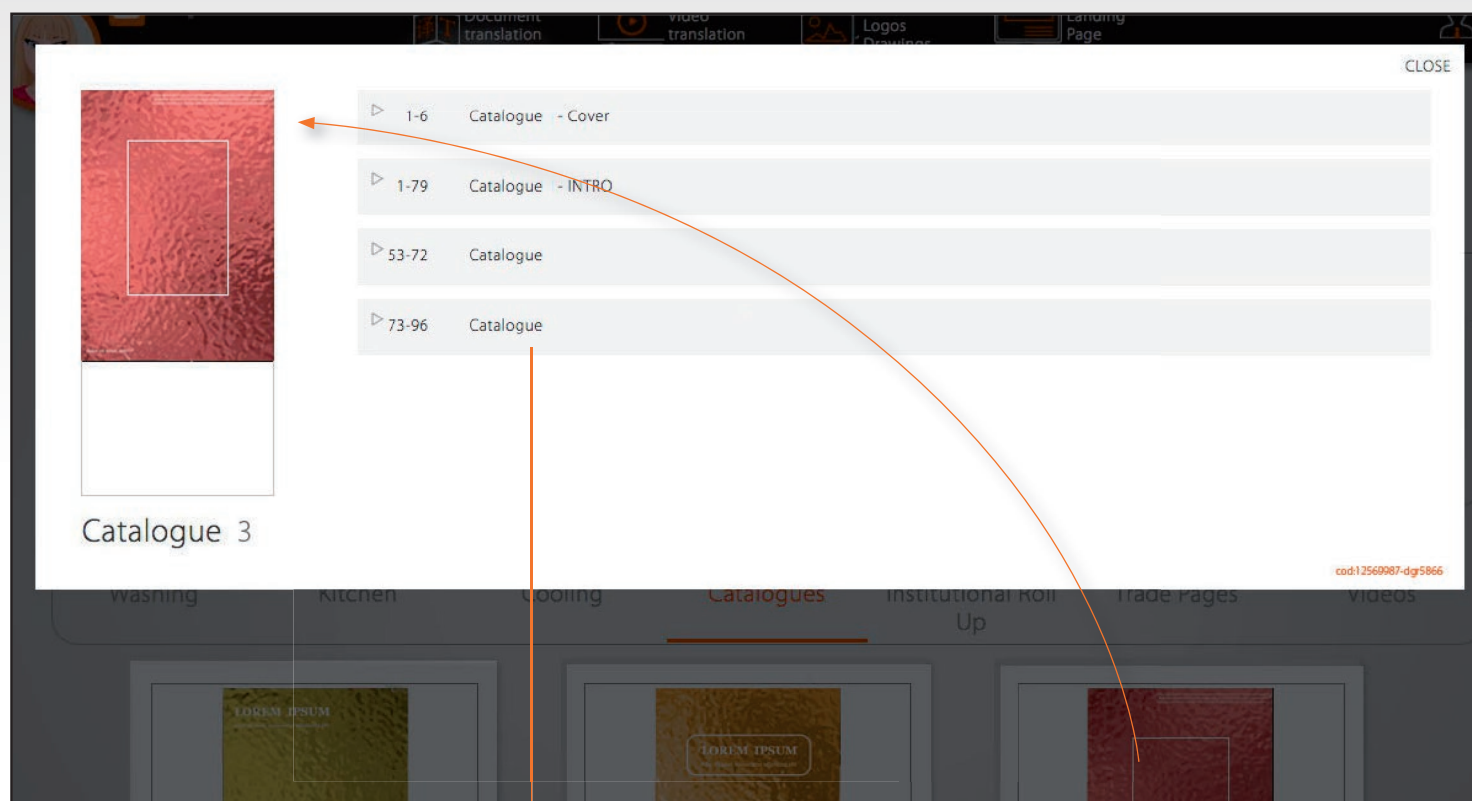 Document
translation
Video
translation
Logos
Drawings
Landing
Page
CLOSE
1-6 Catalogue - Cover
1-79 Catalogue - INTRO
53-72 Catalogue
73-96 Catalogue
Catalogue 3
cod:12569987-dgr5866
Washing
Kitchen
Cooling
Catalogues
Institutional Roll
Up
Trade Pages
Videos
LOREM IPSUM
LOREM IPSUM